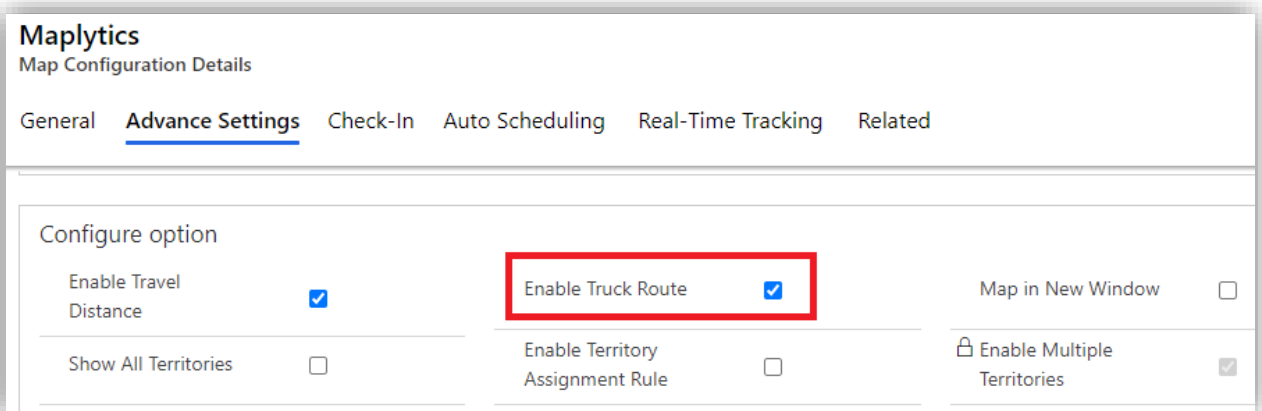 Maplytics
Map Configuration Details
General Advance Settings Check-In Auto Scheduling Real-Time Tracking Related
Configure option
Enable Travel
Distance
Enable Truck Route
Map in New Window
Show All Territories
Enable Territory
Assignment Rule
Enable Multiple
Territories